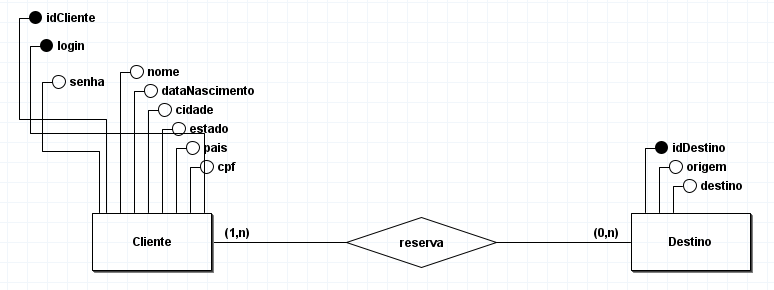 idCliente
login
senha
nome
dataNascimento
cidade
estado
pais
cpf
idDestino
origem
destino
Cliente
(1,n)
reserva
(0,n)
Destino